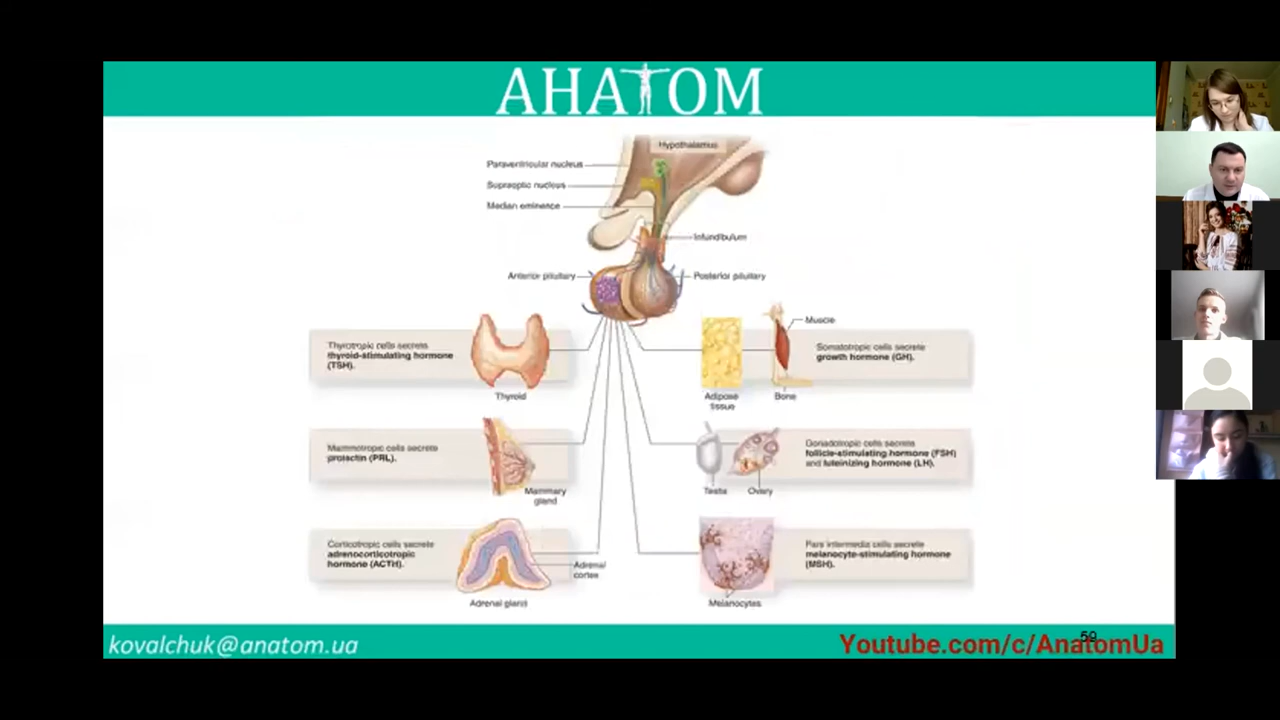 АНАТОМ
Hypothalamus
Paraventricular nucleus
Supraoptic nucleus
Median eminence
Infundibulum
Anterior pituitary
Posterior pituitary
Muscle
Thyrotropic cells secrete
thyroid-stimulating hormone
(TSH).
Thyroid
Somatotropic cells secrete
growth hormone (GH).
Adipose
tissue
Bone
Mammotropic cells secrete
prolactin (PRL).
Mammary
gland
Gonadotropic cells secrete
follicle-stimulating hormone (FSH)
and luteinizing hormone (LH).
Testis
Ovary
Corticotropic cells secrete
adrenocorticotropic
hormone (ACTH).
Adrenal
cortex
Adrenal gland
Pars intermedia cells secrete
melanocyte-stimulating hormone
(MSH).
Melanocytes
kovalchuk@anatom.ua
59
Youtube.com/c/AnatomUa